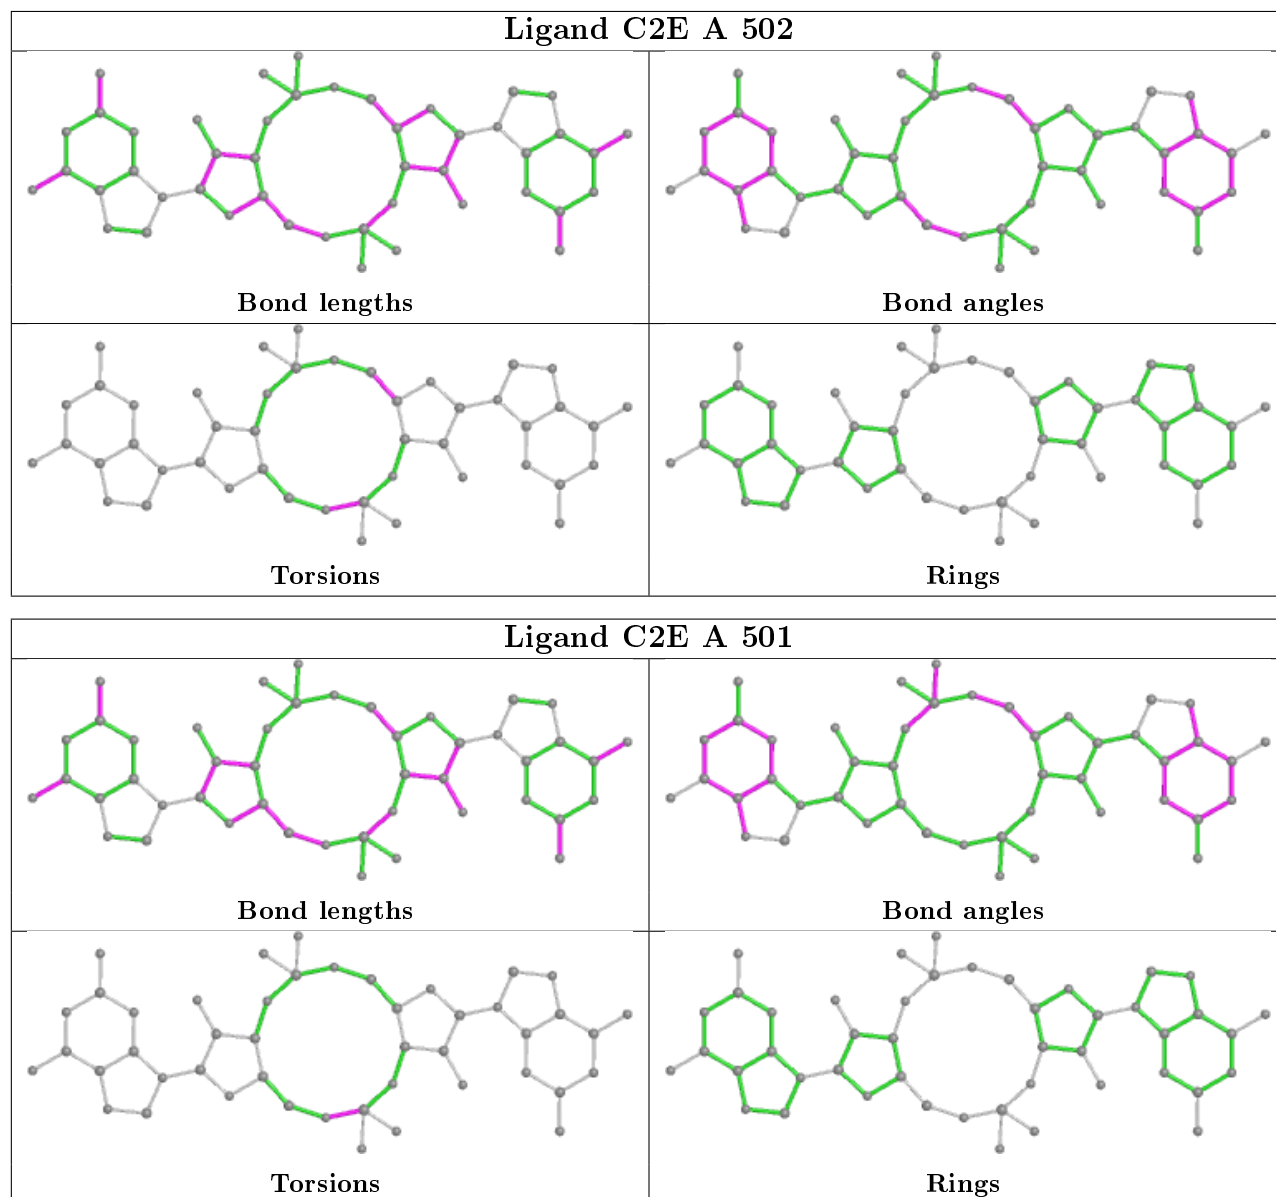 Ligand C2E A 502
Bond lengths
Bond angles
Torsions
Rings
Ligand C2E A 501
Bond lengths
Bond angles
Torsions
Rings